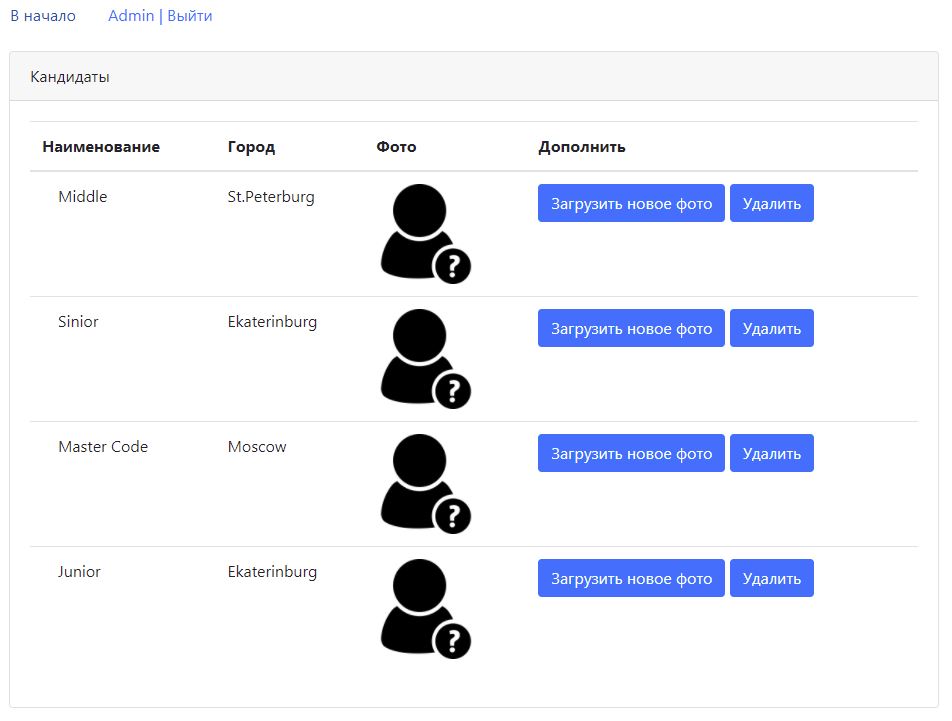 В начало Admin | Выйти
Кандидаты
Наименование Город Фото Дополнить
Middle St.Peterburg ? Загрузить новое фото Удалить
Sinior Ekaterinburg ? Загрузить новое фото Удалить
Master Code Moscow ? Загрузить новое фото Удалить
Junior Ekaterinburg ? Загрузить новое фото Удалить